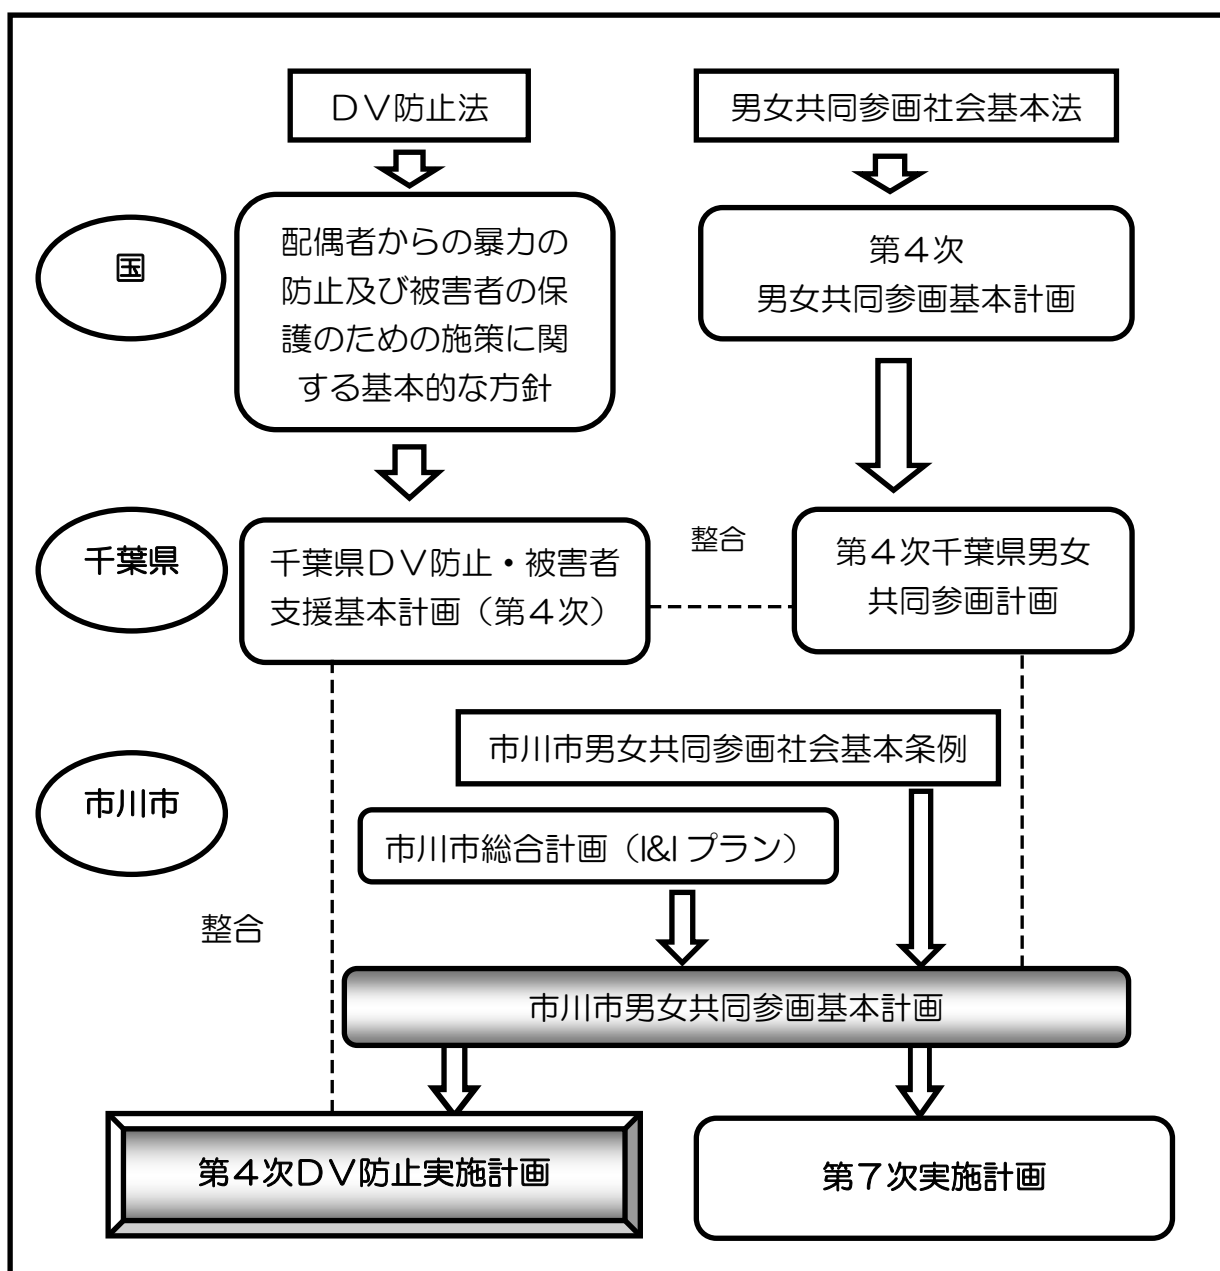 DV防止法
男女共同参画社会基本法
国
配偶者からの暴力の
防止及び被害者の保
護のための施策に関
する基本的な方針
第4次
男女共同参画基本計画
千葉県
千葉県DV防止・被害者
支援基本計画(第4次)
整合
第4次千葉県男女
共同参画計画
市川市男女共同参画社会基本条例
市川市
市川市総合計画(I&Iプラン)
整合
市川市男女共同参画基本計画
第4次DV防止実施計画
第7次実施計画